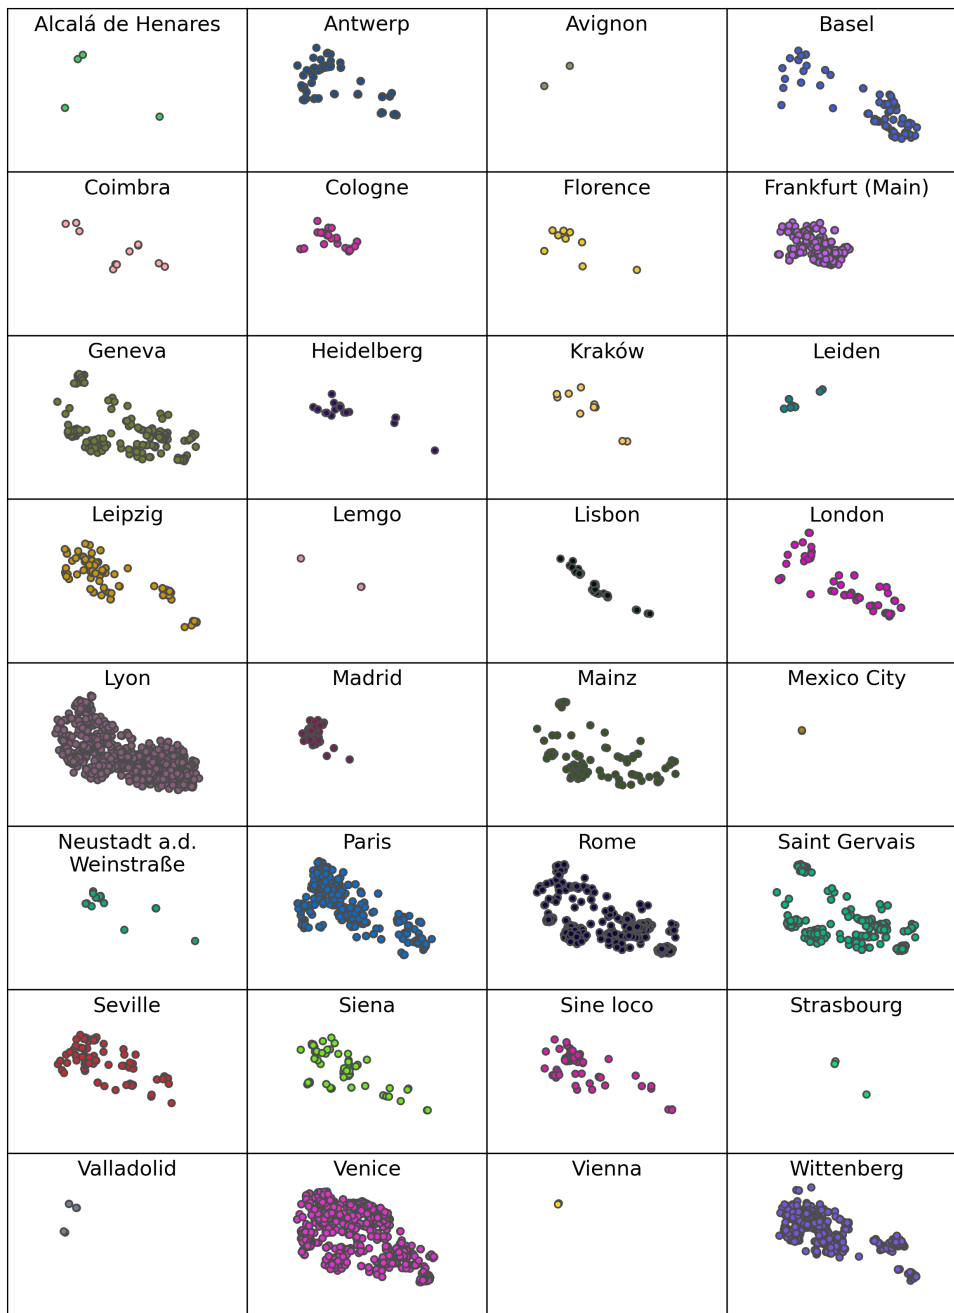 Alcalá de Henares
Antwerp
Avignon
Basel
Coimbra
Cologne
Florence
Frankfurt (Main)
Geneva
Heidelberg
Kraków
Leiden
Leipzig
Lemgo
Lisbon
London
Lyon
Madrid
Mainz
Mexico City
Neustadt a.d.
Weinstraße
Paris
Rome
Saint Gervais
Seville
Siena
Sine loco
Strasbourg
Valladolid
Venice
Vienna
Wittenberg